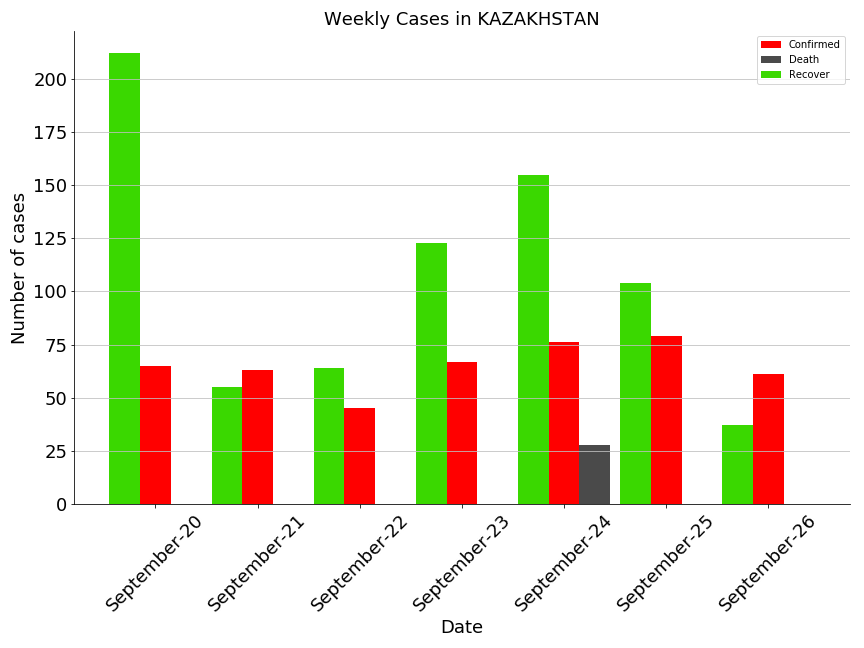 Weekly Cases in KAZAKHSTAN
Confirmed
Death
Recover
Number of cases
200
175
150
125
100
75
50
25
0
September-20
September-21
September-22
September-23
September-24
September-25
September-26
Date